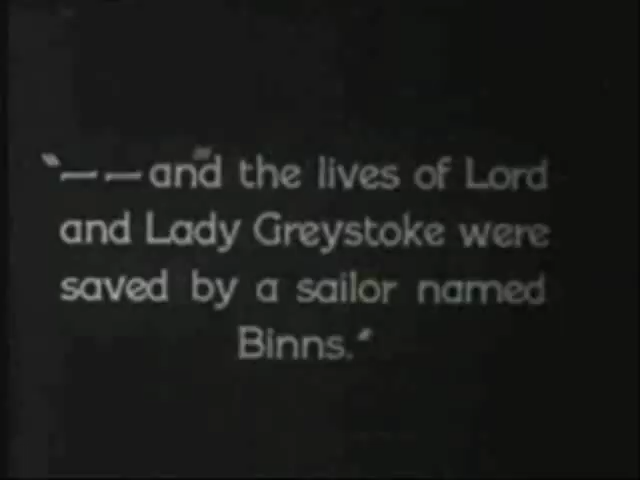 "——and the lives of Lord
and Lady Greystoke were
saved by a sailor named
Binns."